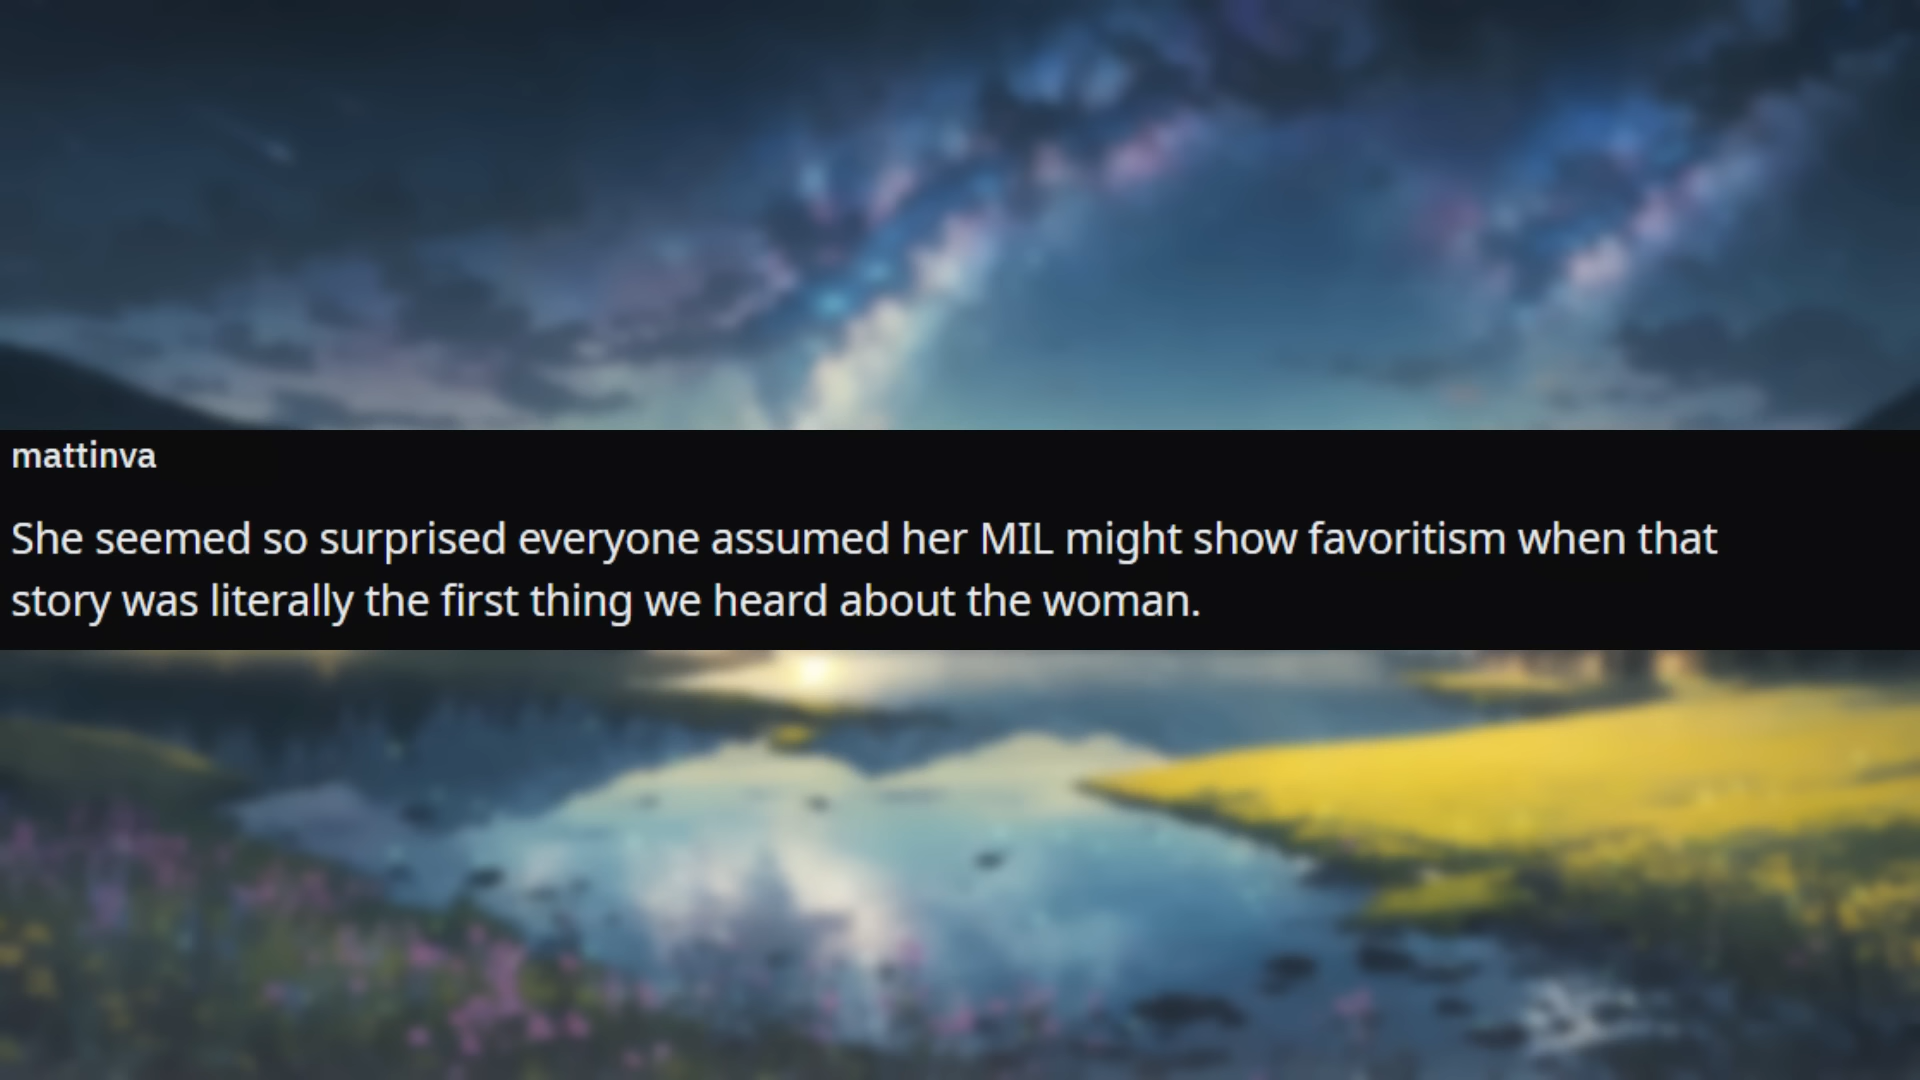 mattinva
She seemed so surprised everyone assumed her MIL might show favoritism when that
story was literally the first thing we heard about the woman.